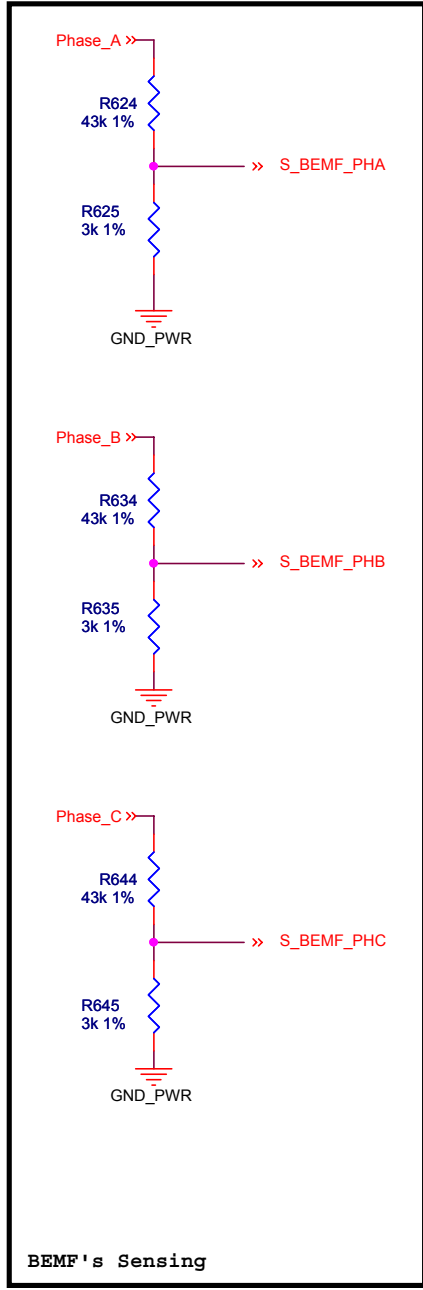 Phase_A
R624
43k 1%
S_BEMF_PHA
R625
3k 1%
GND_PWR
Phase_B
R634
43k 1%
S_BEMF_PHB
R635
3k 1%
GND_PWR
Phase_C
R644
43k 1%
S_BEMF_PHC
R645
3k 1%
GND_PWR
BEMF's Sensing